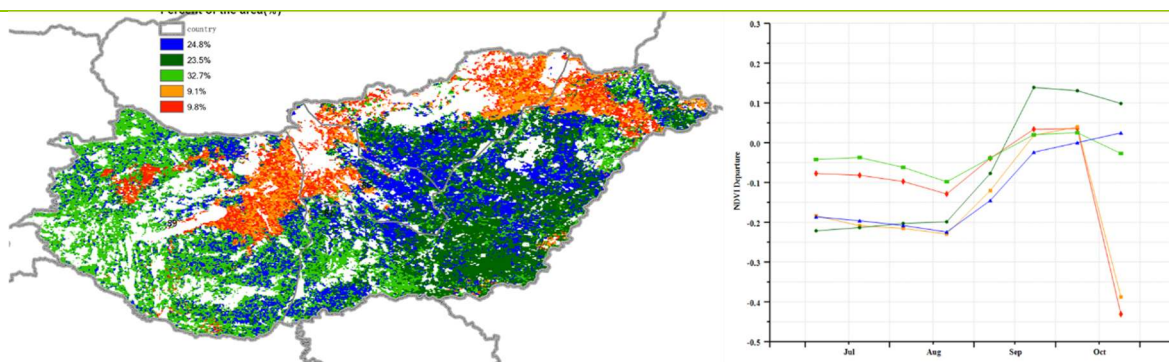 Percent of the area(%)
country
24.8%
23.5%
32.7%
9.1%
9.8%
0.3
0.2
0.1
0.0
-0.1
-0.2
-0.3
-0.4
-0.5
NDVI Departure
Jul
Aug
Sep
Oct